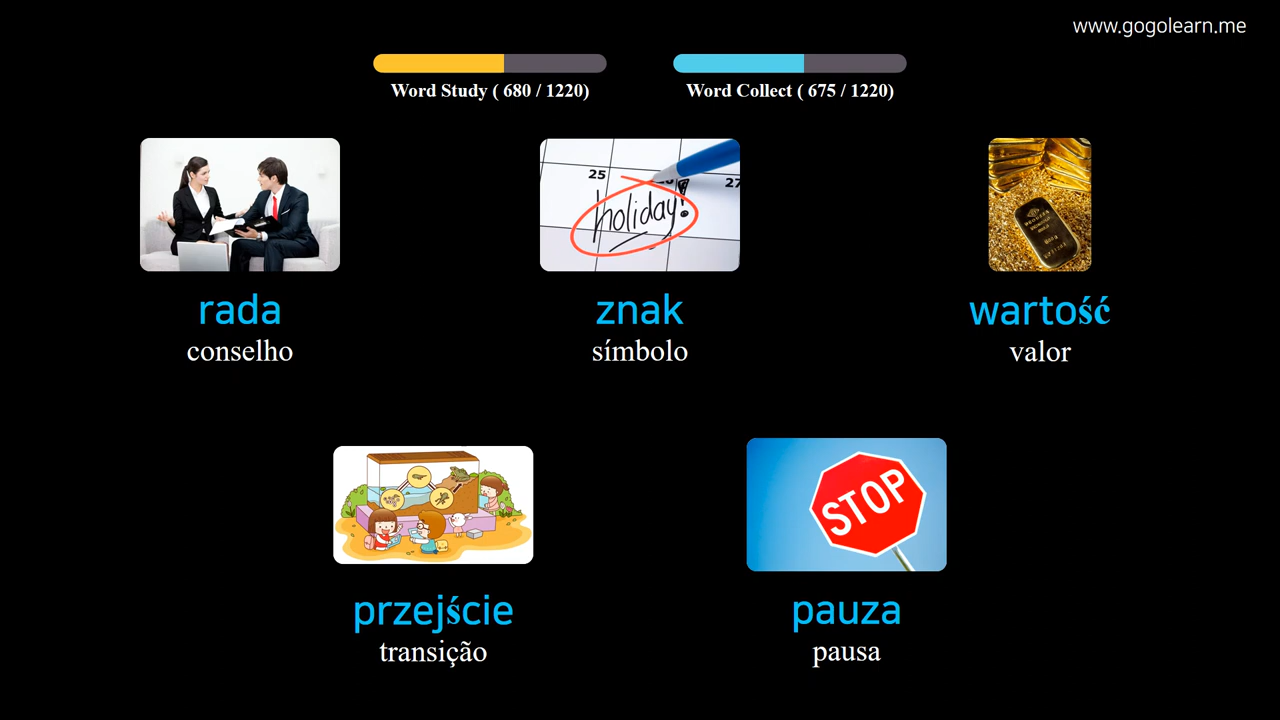 www.gogolearn.me
Word Study ( 680 / 1220)
Word Collect ( 675 / 1220)
25
27
holiday!
rada
conselho
znak
símbolo
wartość
valor
STOP
przejście
transição
pauza
pausa